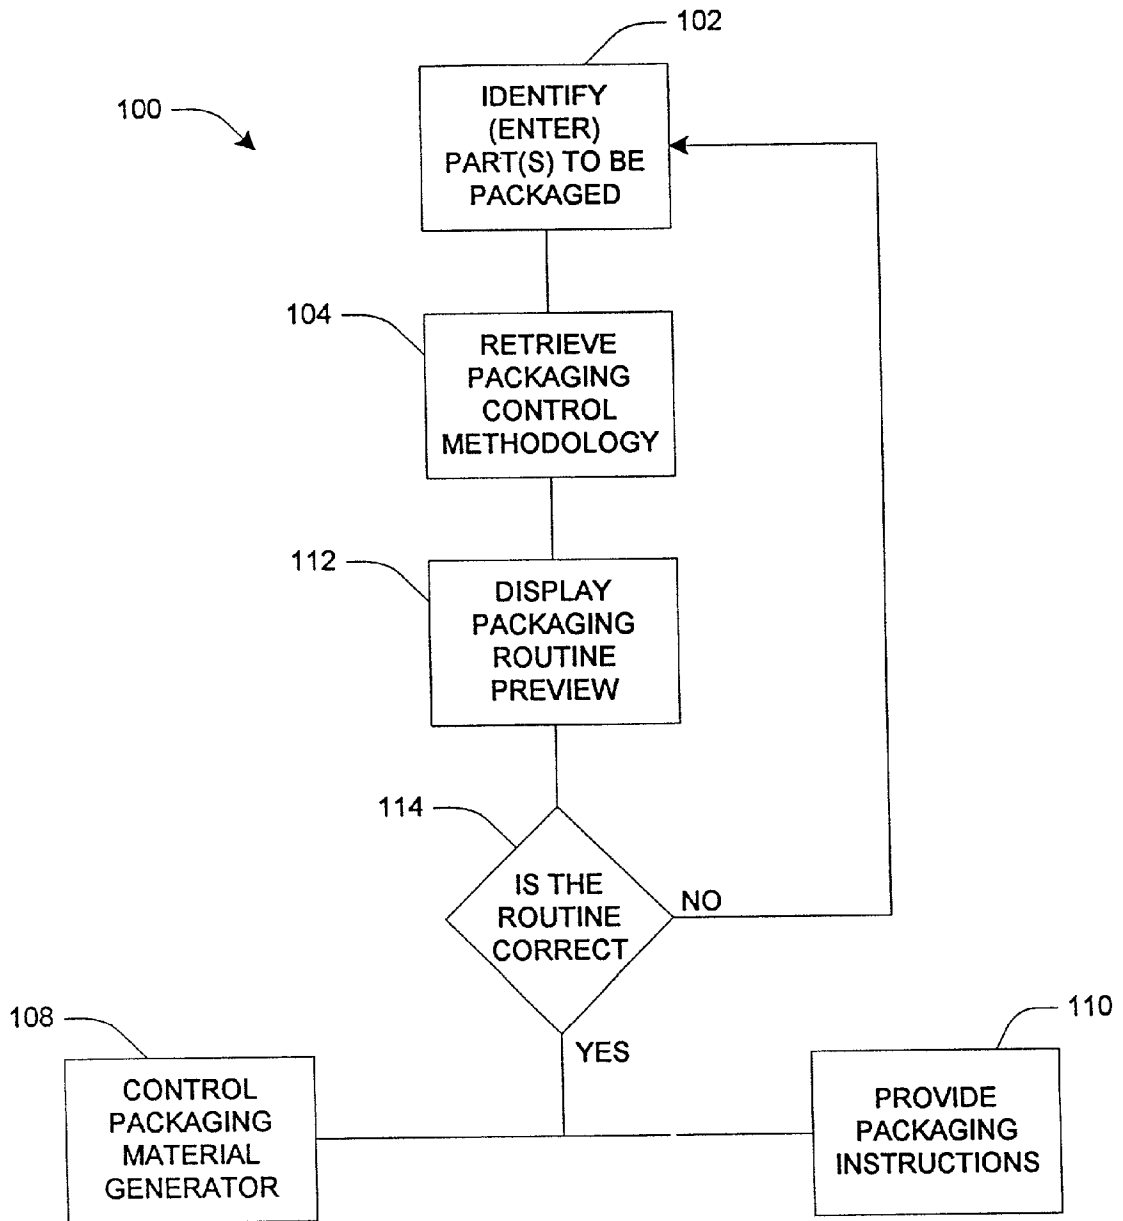 102
100
IDENTIFY
(ENTER)
PART(S) TO BE
PACKAGED
104
RETRIEVE
PACKAGING
CONTROL
METHODOLOGY
112
DISPLAY
PACKAGING
ROUTINE
PREVIEW
114
IS THE
ROUTINE
CORRECT
NO
YES
108
CONTROL
PACKAGING
MATERIAL
GENERATOR
110
PROVIDE
PACKAGING
INSTRUCTIONS